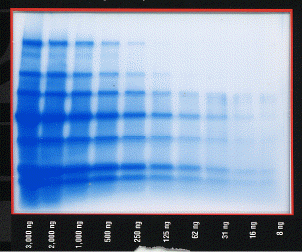 3,000 ng
2,000 ng
1,000 ng
500 ng
250 ng
125 ng
62 ng
31 ng
16 ng
8 ng